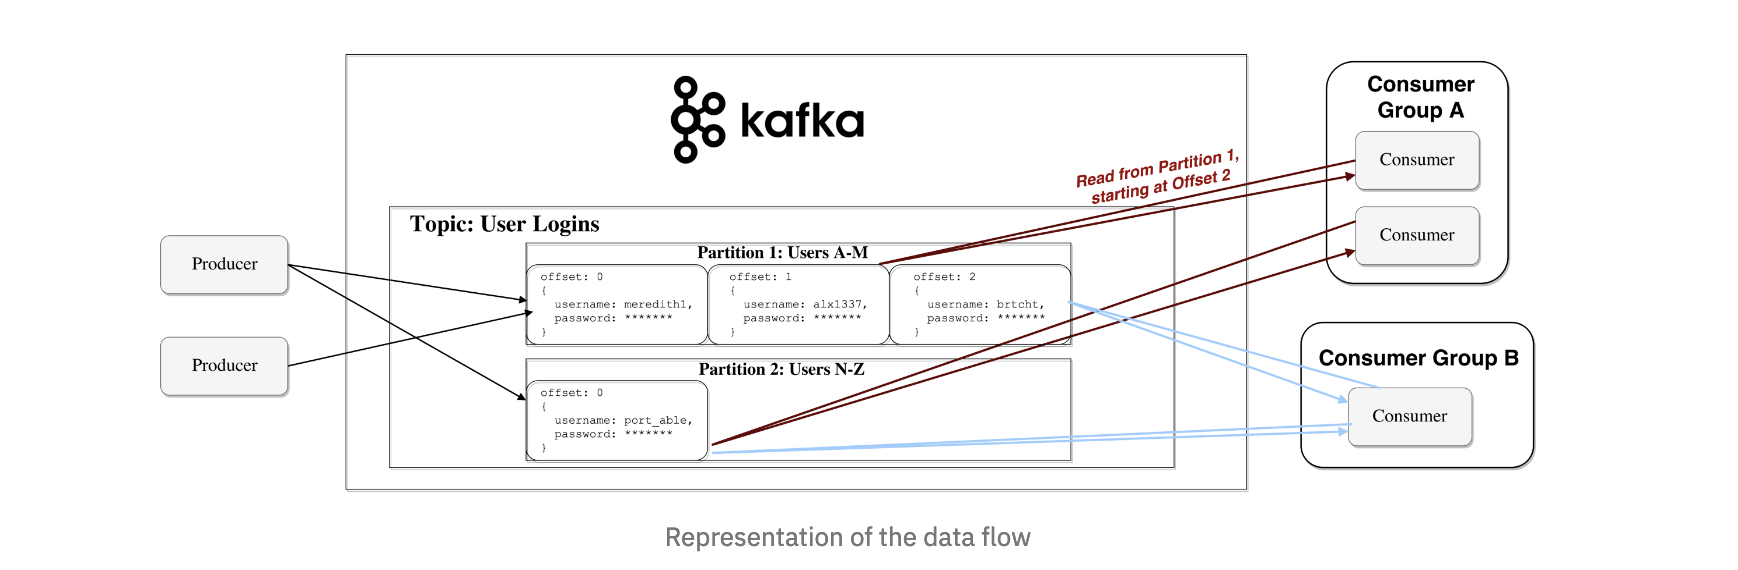 kafka
Consumer
Group A
Consumer
Consumer
Read from Partition 1,
starting at Offset 2
Topic: User Logins
Producer
Producer
Partition 1: Users A-M
offset: 0
{
username: meredith1,
password: *******
}
offset: 1
{
username: alx1337,
password: *******
}
offset: 2
{
username: brtcht,
password: *******
}
Partition 2: Users N-Z
offset: 0
{
username: port_able,
password: *******
}
Consumer Group B
Consumer
Representation of the data flow